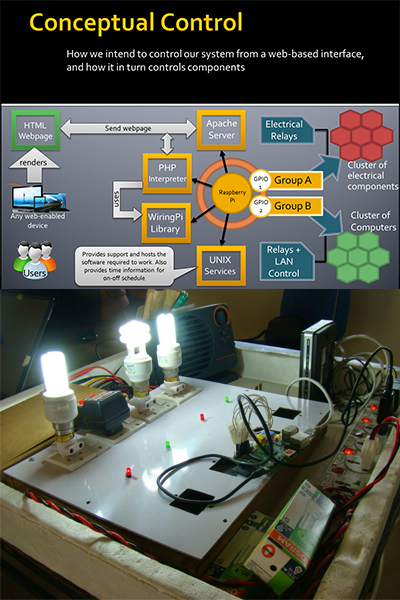 Conceptual Control
How we intend to control our system from a web-based interface,
and how it in turn controls components
HTML
Webpage
Send webpage
Apache
Server
Electrical
Relays
renders
PHP
Interpreter
GPIO
1
Group A
Cluster of
electrical
components
Raspberry
Pi
uses
Any web-enabled
device
WiringPi
Library
GPIO
2
Group B
Cluster of
Computers
Users
Provides support and hosts the
software required to work. Also
provides time information for
on-off schedule
UNIX
Services
Relays +
LAN
Control